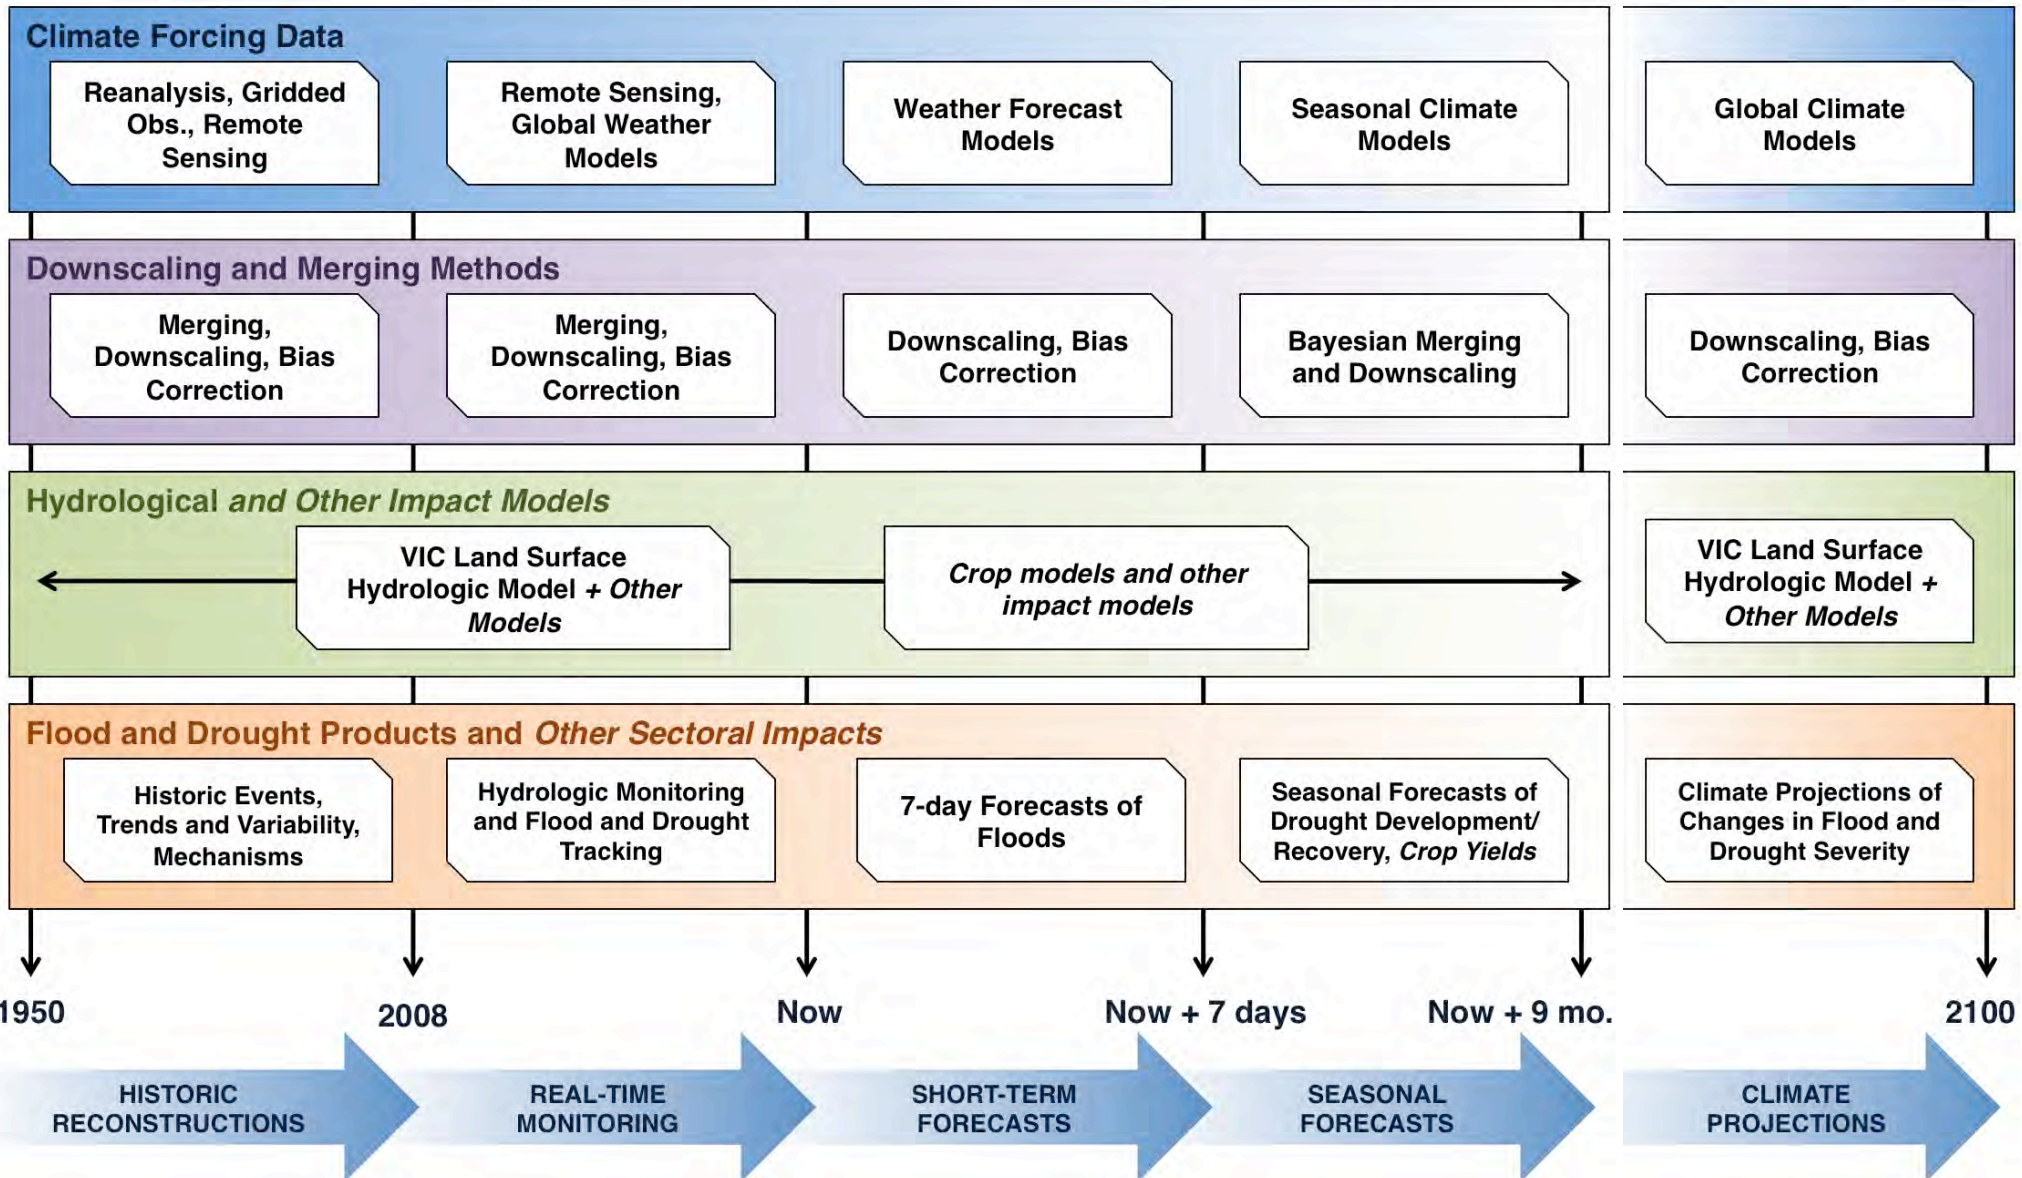 Climate Forcing Data
Reanalysis, Gridded
Obs., Remote
Sensing
Remote Sensing,
Global Weather
Models
Weather Forecast
Models
Seasonal Climate
Models
Global Climate
Models
Downscaling and Merging Methods
Merging,
Downscaling, Bias
Correction
Merging,
Downscaling, Bias
Correction
Downscaling, Bias
Correction
Bayesian Merging
and Downscaling
Downscaling, Bias
Correction
Hydrological and Other Impact Models
VIC Land Surface
Hydrologic Model + Other
Models
Crop models and other
impact models
VIC Land Surface
Hydrologic Model +
Other Models
Flood and Drought Products and Other Sectoral Impacts
Historic Events,
Trends and Variability,
Mechanisms
Hydrologic Monitoring
and Flood and Drought
Tracking
7-day Forecasts of
Floods
Seasonal Forecasts of
Drought Development/
Recovery, Crop Yields
Climate Projections of
Changes in Flood and
Drought Severity
1950
2008
Now
Now + 7 days
Now + 9 mo.
2100
HISTORIC
RECONSTRUCTIONS
REAL-TIME
MONITORING
SHORT-TERM
FORECASTS
SEASONAL
FORECASTS
CLIMATE
PROJECTIONS